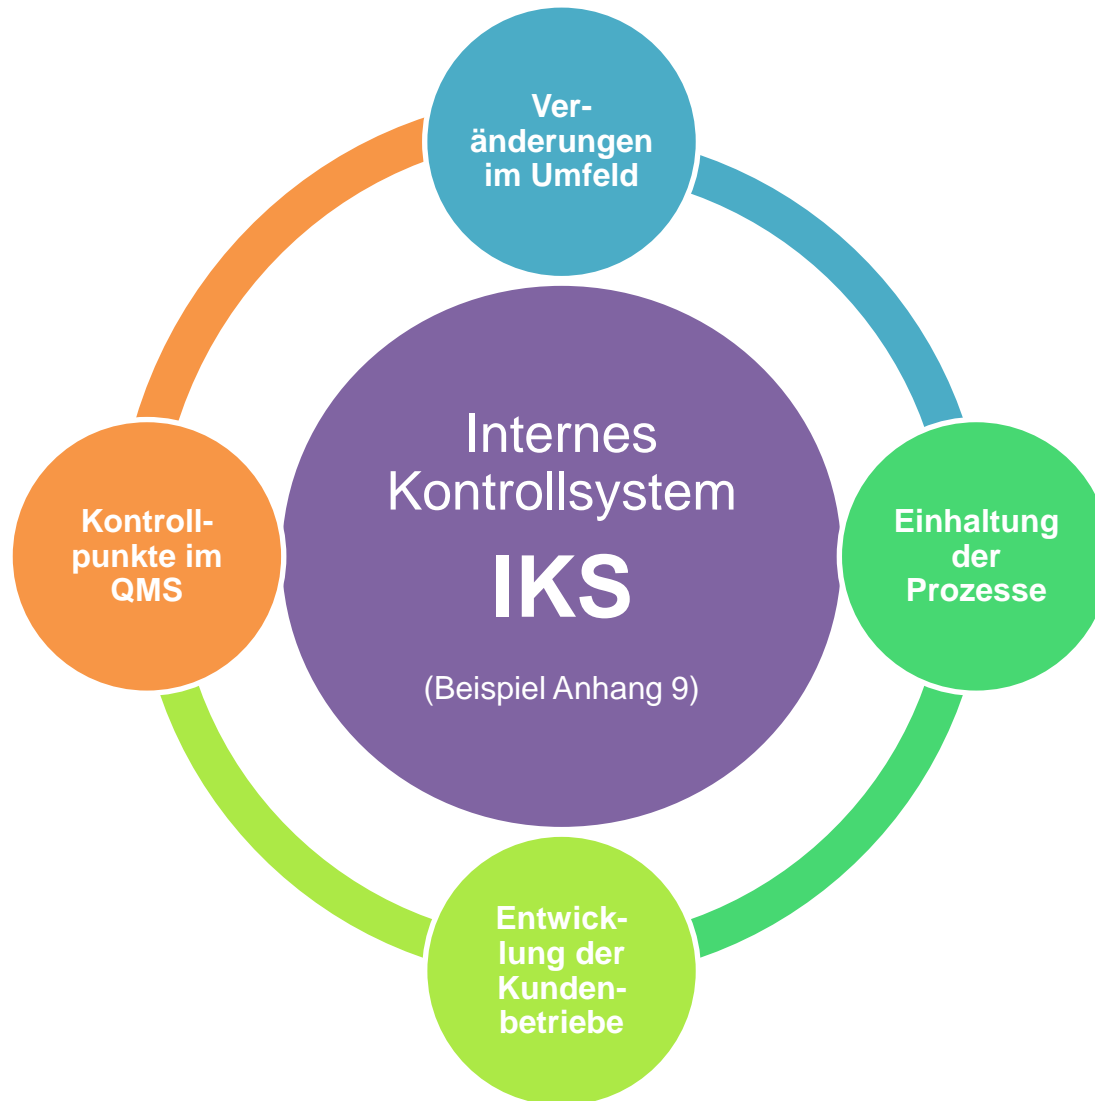 Ver-
änderungen
im Umfeld
Internes
Kontrollsystem
IKS
(Beispiel Anhang 9)
Kontroll-
punkte im
QMS
Einhaltung
der
Prozesse
Entwick-
lung der
Kunden-
betriebe